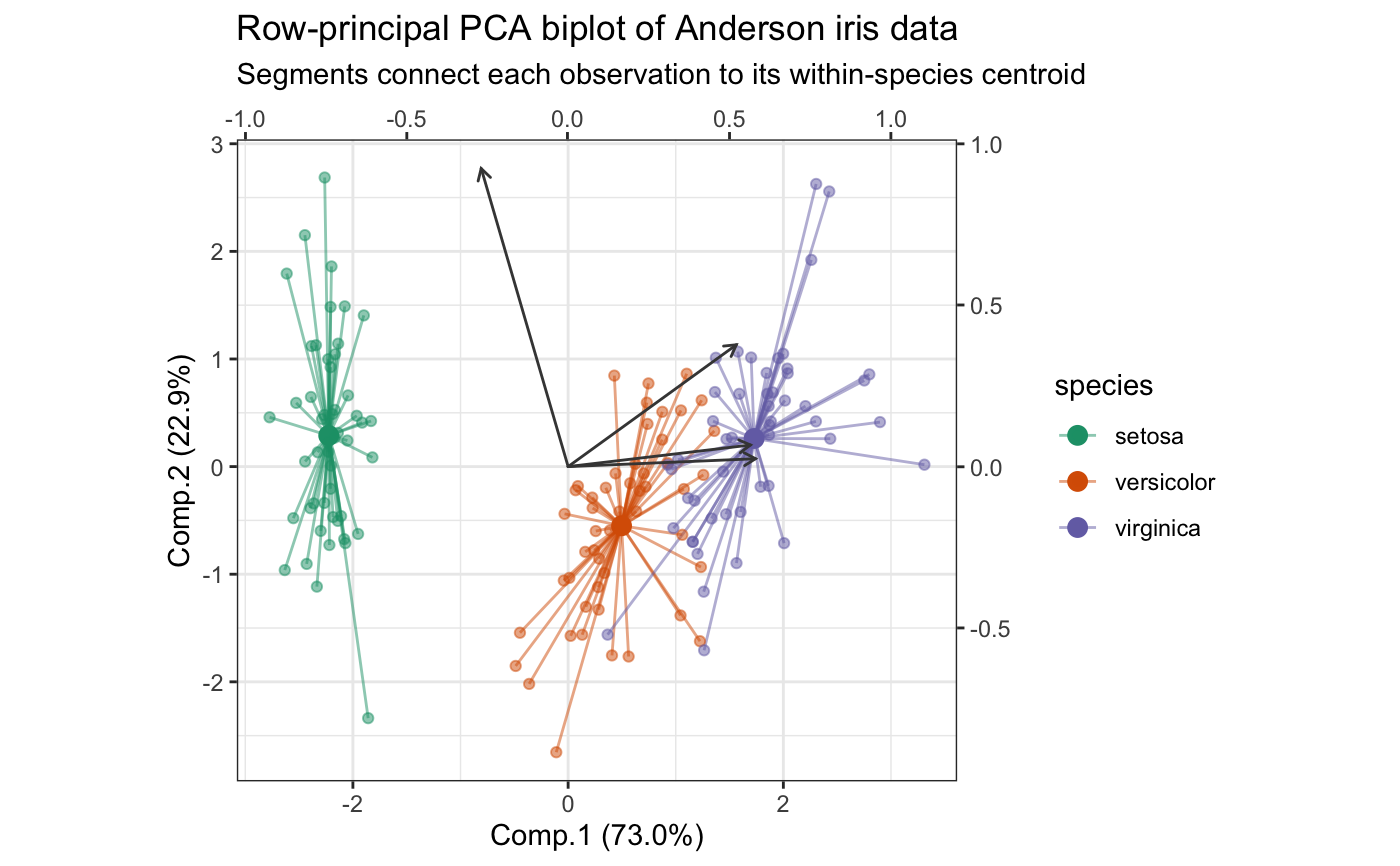 Row-principal PCA biplot of Anderson iris data
Segments connect each observation to its within-species centroid
-1.0 -0.5 0.0 0.5 1.0
3 1.0
2
0.5
1
0 0.0
-1
-0.5
-2
Comp.2 (22.9%)
-2 0 2
Comp.1 (73.0%)
species
setosa
versicolor
virginica